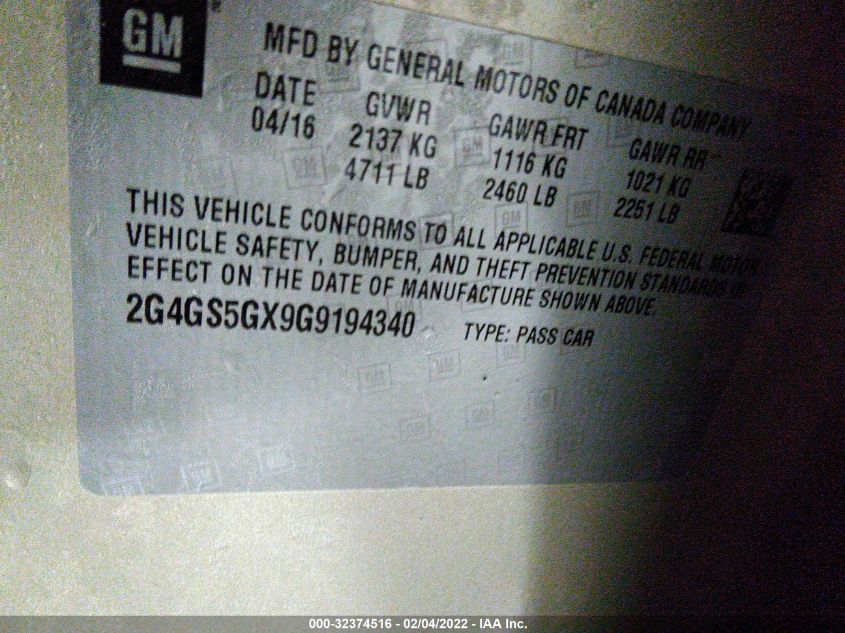 GM
MFD BY GENERAL MOTORS OF CANADA COMPANY
DATE GVWR GAWR FRT GAWR RR
04/16 2137 KG 1116 KG 1021 KG
4711 LB 2460 LB 2251 LB
THIS VEHICLE CONFORMS TO ALL APPLICABLE U.S. FEDERAL MOTOR
VEHICLE SAFETY, BUMPER, AND THEFT PREVENTION STANDARDS IN
EFFECT ON THE DATE OF MANUFACTURE SHOWN ABOVE.
2G4GS5GX9G9194340 TYPE: PASS CAR
000-32374516 - 02/04/2022 - IAA Inc.